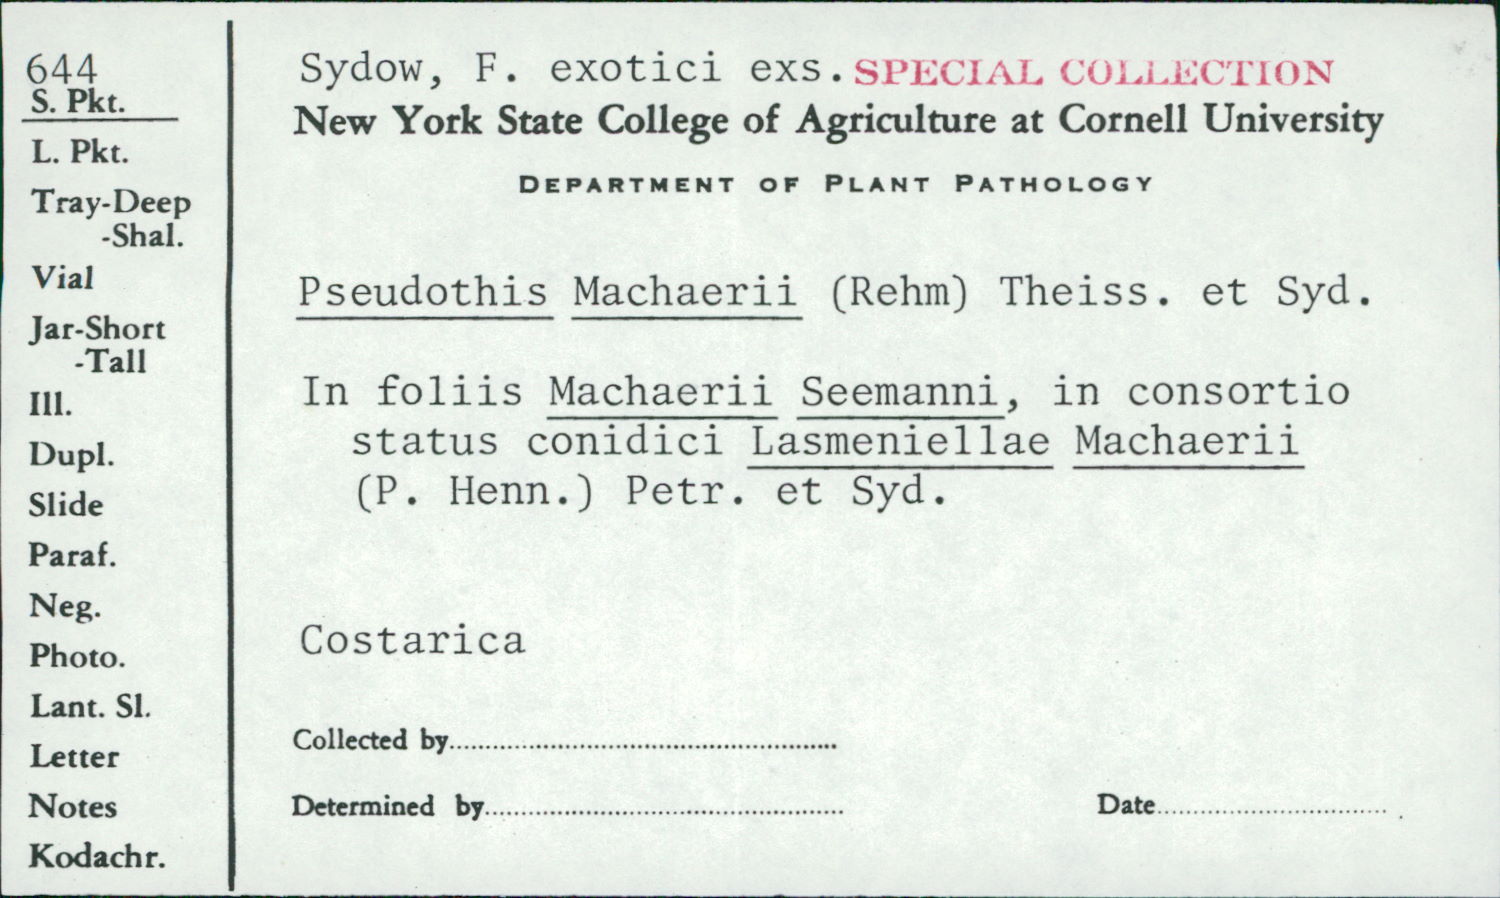 644
S. Pkt.
L. Pkt.
Tray-Deep
-Shal.
Vial
Jar-Short
-Tall
Ill.
Dupl.
Slide
Paraf.
Neg.
Photo.
Lant. Sl.
Letter
Notes
Kodachr.
Sydow, F. exotici exs. SPECIAL COLLECTION
New York State College of Agriculture at Cornell University
DEPARTMENT OF PLANT PATHOLOGY
Pseudothis Machaerii (Rehm) Theiss. et Syd.
In foliis Machaerii Seemanni, in consortio
status conidici Lasmeniellae Machaerii
(P. Henn.) Petr. et Syd.
Costarica
Collected by
Determined by Date